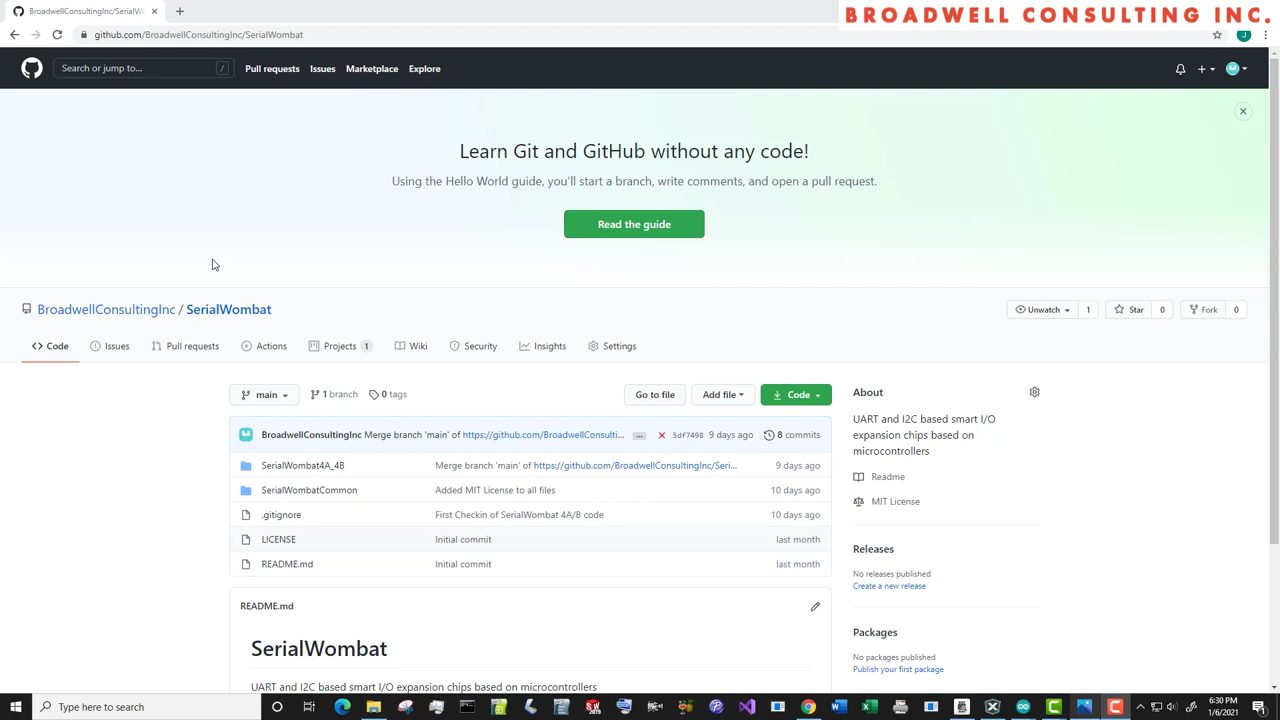 BroadwellConsultingInc/SerialWo
BROADWELL CONSULTING INC.
github.com/BroadwellConsultingInc/SerialWombat
J
Search or jump to... /
Pull requests Issues Marketplace Explore
Learn Git and GitHub without any code!
Using the Hello World guide, you'll start a branch, write comments, and open a pull request.
Read the guide
BroadwellConsultingInc / SerialWombat
Unwatch 1 Star 0 Fork 0
Code Issues Pull requests Actions Projects 1 Wiki Security Insights Settings
main 1 branch 0 tags Go to file Add file Code
About
UART and I2C based smart I/O
expansion chips based on
microcontrollers
Readme
MIT License
BroadwellConsultingInc Merge branch 'main' of https://github.com/BroadwellConsulti... ... 5df7498 9 days ago 8 commits
SerialWombat4A_4B Merge branch 'main' of https://github.com/BroadwellConsultingInc/Seri... 9 days ago
SerialWombatCommon Added MIT License to all files 10 days ago
.gitignore First Checkin of SerialWombat 4A/B code 10 days ago
LICENSE Initial commit last month
README.md Initial commit last month
Releases
No releases published
Create a new release
Packages
No packages published
Publish your first package
README.md
SerialWombat
UART and I2C based smart I/O expansion chips based on microcontrollers
Type here to search
6:30 PM
1/6/2021